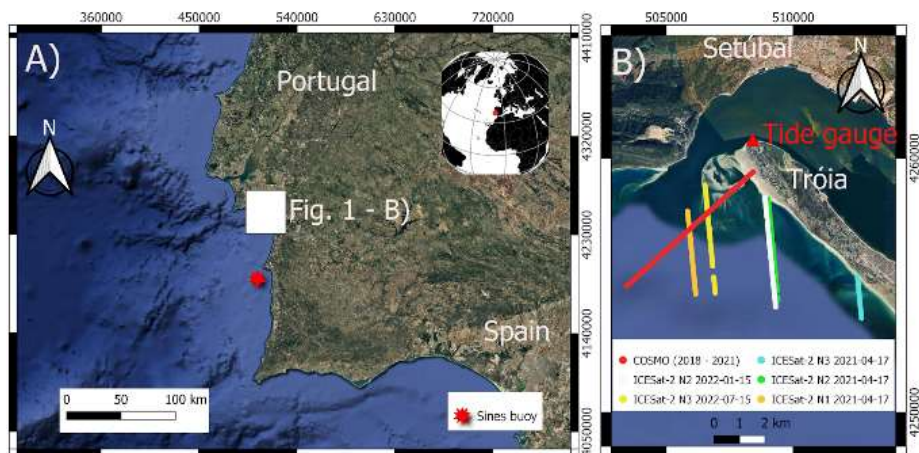 360000 450000 540000 630000 720000
A)
Portugal
N
Fig. 1 - B)
Spain
0 50 100 km
Sines buoy
4410000
4320000
4230000
4140000
4050000
505000 510000
B)
Setúbal
N
Tide gauge
Tróia
COSMO (2018 - 2021)
ICESat-2 N2 2022-01-15
ICESat-2 N3 2022-07-15
ICESat-2 N3 2021-04-17
ICESat-2 N2 2021-04-17
ICESat-2 N1 2021-04-17
0 1 2 km
4260000
4250000